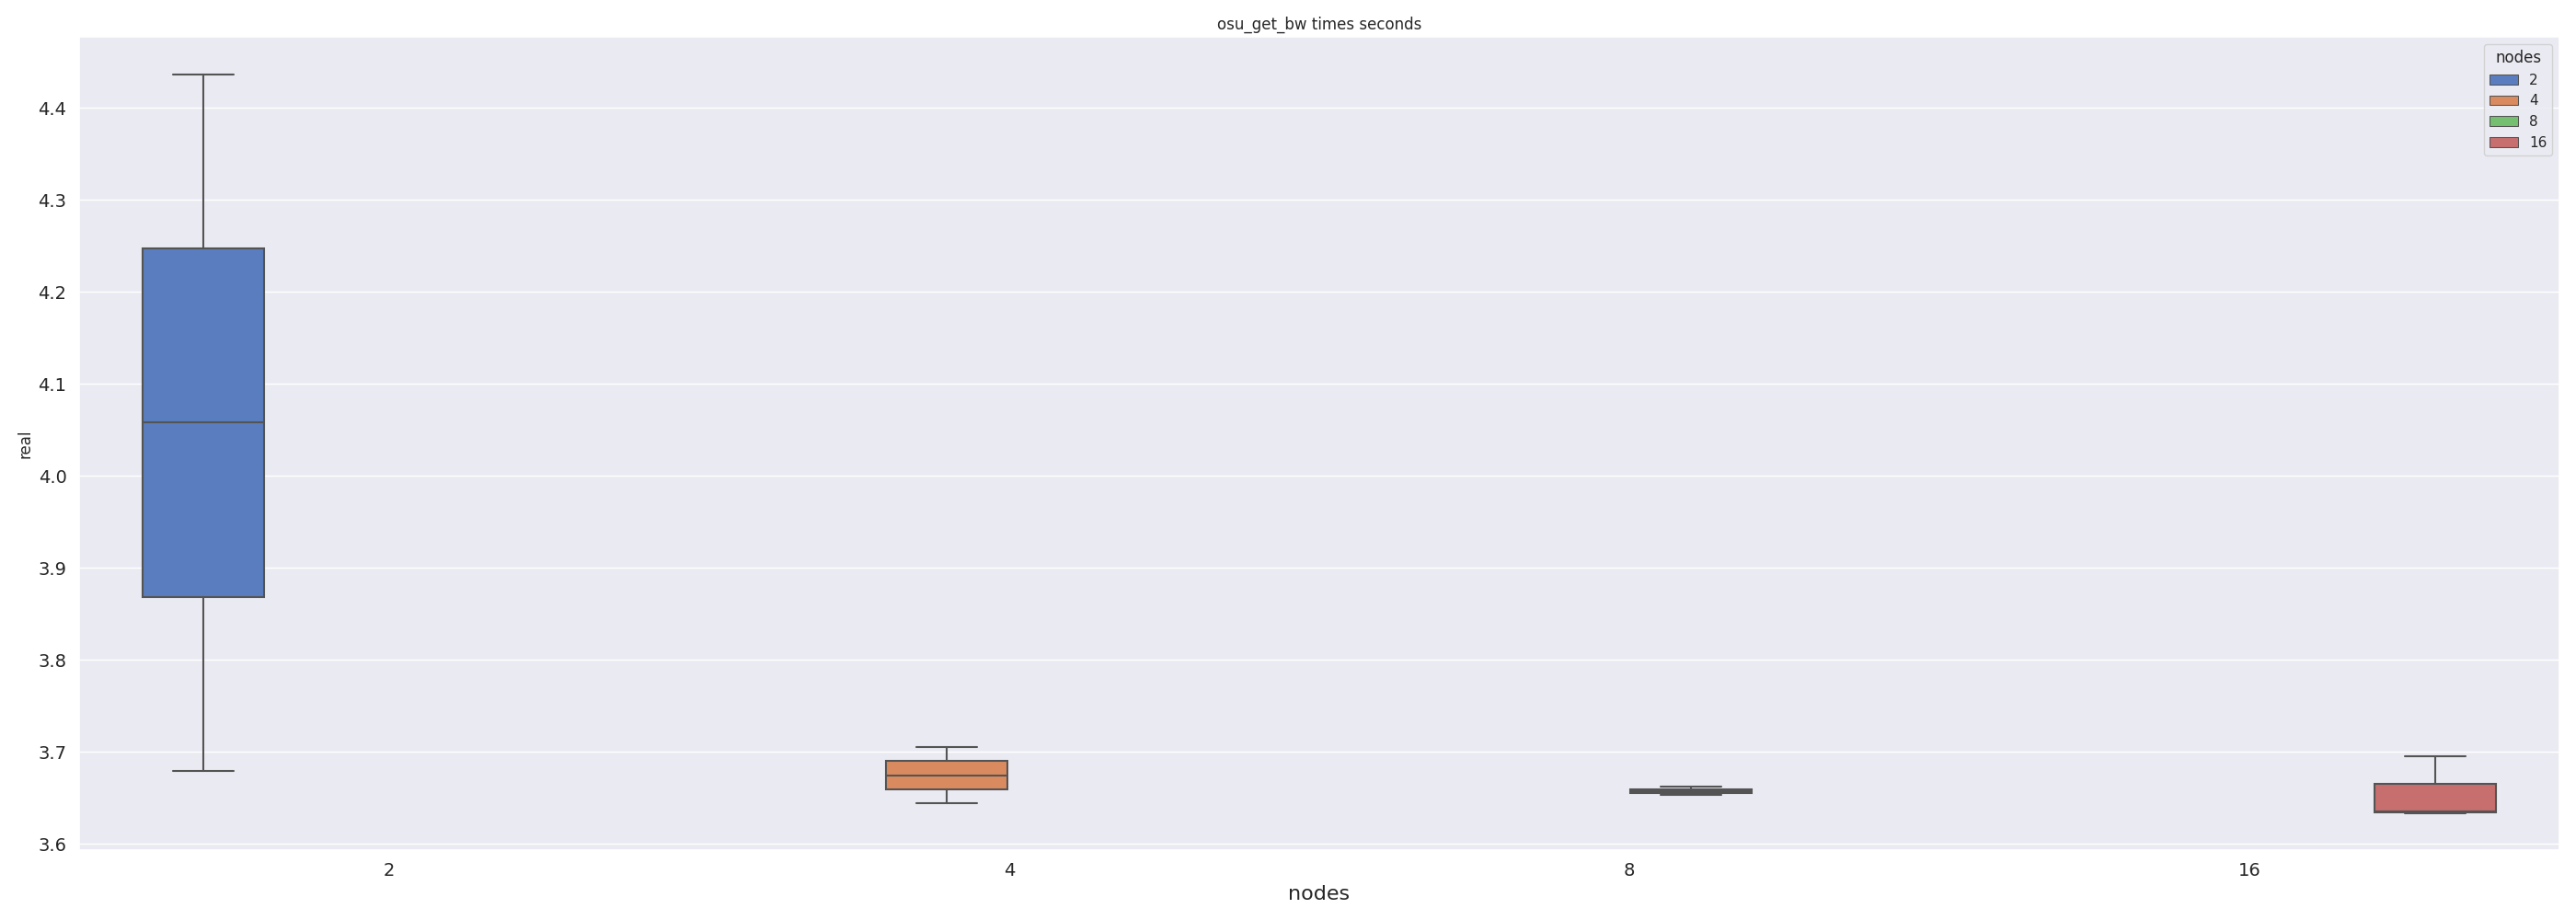 osu_get_bw times seconds
nodes
2
4
8
16
4.4
4.3
4.2
4.1
4.0
3.9
3.8
3.7
3.6
real
2 4 8 16
nodes